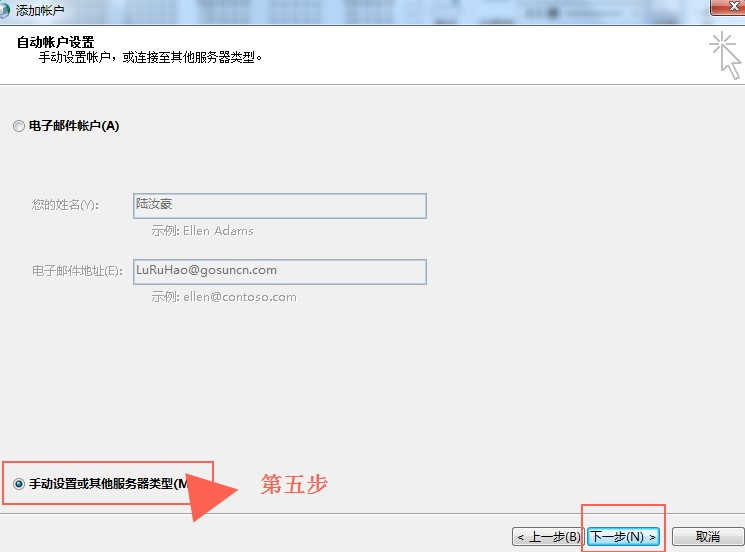 添加帐户
自动帐户设置
手动设置帐户，或连接至其他服务器类型。
电子邮件帐户(A)
您的姓名(Y):
陆汝豪
示例: Ellen Adams
电子邮件地址(E):
LuRuHao@gosuncn.com
示例: ellen@contoso.com
手动设置或其他服务器类型(M
第五步
< 上一步(B) 下一步(N) > 取消